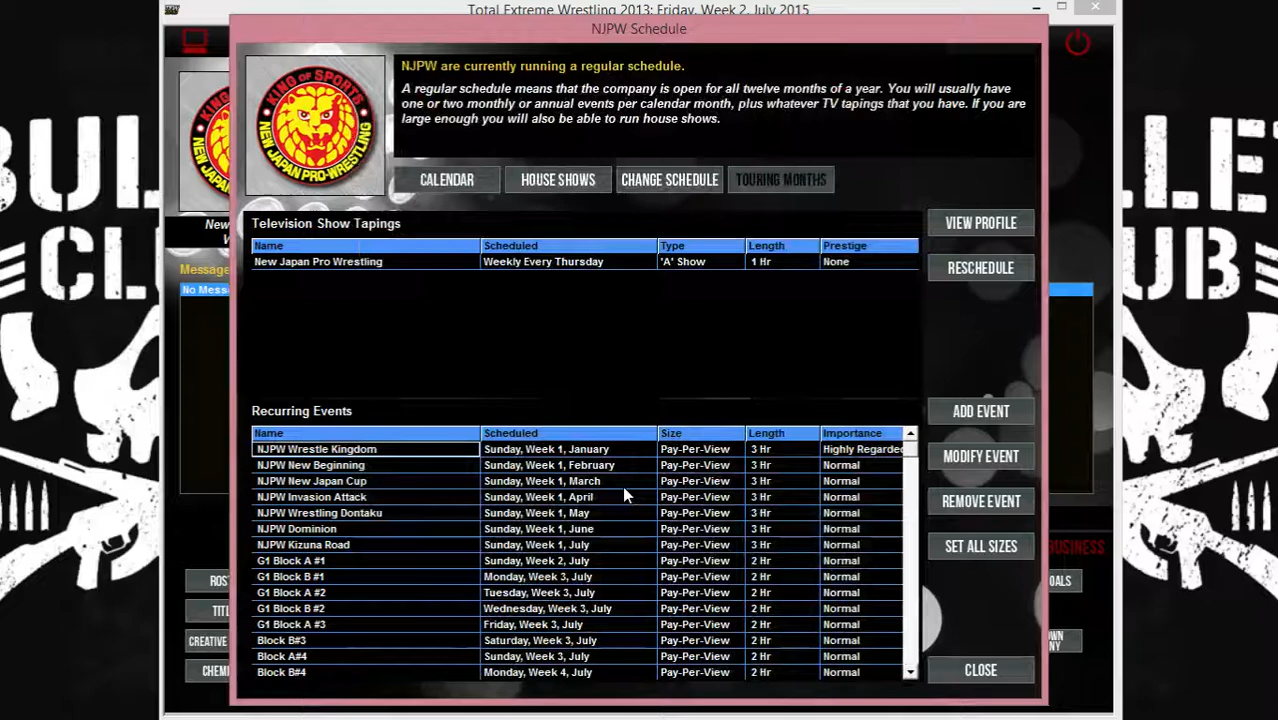 Total Extreme Wrestling 2013: Friday, Week 2, July 2015
NJPW Schedule
KING OF SPORTS
NEW JAPAN PRO-WRESTLING
NJPW are currently running a regular schedule.
A regular schedule means that the company is open for all twelve months of a year. You will usually have
one or two monthly or annual events per calendar month, plus whatever TV tapings that you have. If you are
large enough you will also be able to run house shows.
CALENDAR HOUSE SHOWS CHANGE SCHEDULE TOURING MONTHS
Television Show Tapings
VIEW PROFILE
Name Scheduled Type Length Prestige
New Japan Pro Wrestling Weekly Every Thursday 'A' Show 1 Hr None
RESCHEDULE
Recurring Events
ADD EVENT
Name Scheduled Size Length Importance
NJPW Wrestle Kingdom Sunday, Week 1, January Pay-Per-View 3 Hr Highly Regarded
MODIFY EVENT
NJPW New Beginning Sunday, Week 1, February Pay-Per-View 3 Hr Normal
NJPW New Japan Cup Sunday, Week 1, March Pay-Per-View 3 Hr Normal
NJPW Invasion Attack Sunday, Week 1, April Pay-Per-View 3 Hr Normal
REMOVE EVENT
NJPW Wrestling Dontaku Sunday, Week 1, May Pay-Per-View 3 Hr Normal
NJPW Dominion Sunday, Week 1, June Pay-Per-View 3 Hr Normal
NJPW Kizuna Road Sunday, Week 1, July Pay-Per-View 3 Hr Normal
SET ALL SIZES
G1 Block A #1 Sunday, Week 2, July Pay-Per-View 2 Hr Normal
G1 Block B #1 Monday, Week 3, July Pay-Per-View 2 Hr Normal
G1 Block A #2 Tuesday, Week 3, July Pay-Per-View 2 Hr Normal
G1 Block B #2 Wednesday, Week 3, July Pay-Per-View 2 Hr Normal
G1 Block A #3 Friday, Week 3, July Pay-Per-View 2 Hr Normal
Block B#3 Saturday, Week 3, July Pay-Per-View 2 Hr Normal
Block A#4 Sunday, Week 3, July Pay-Per-View 2 Hr Normal
Block B#4 Monday, Week 4, July Pay-Per-View 2 Hr Normal
CLOSE
BUL
CL
LLET
UB
New
Message
No Mess
ROST
TITL
CREATIVE
CHEM
BUSINESS
OALS
OWN
NY